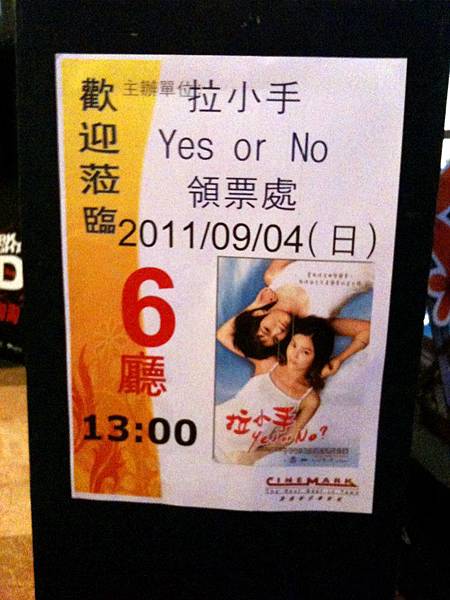 歡迎蒞臨
主辦單位
拉小手
Yes or No
領票處
2011/09/04(日)
6
廳
13:00
拉小手
Yes or No?
CINEMARK